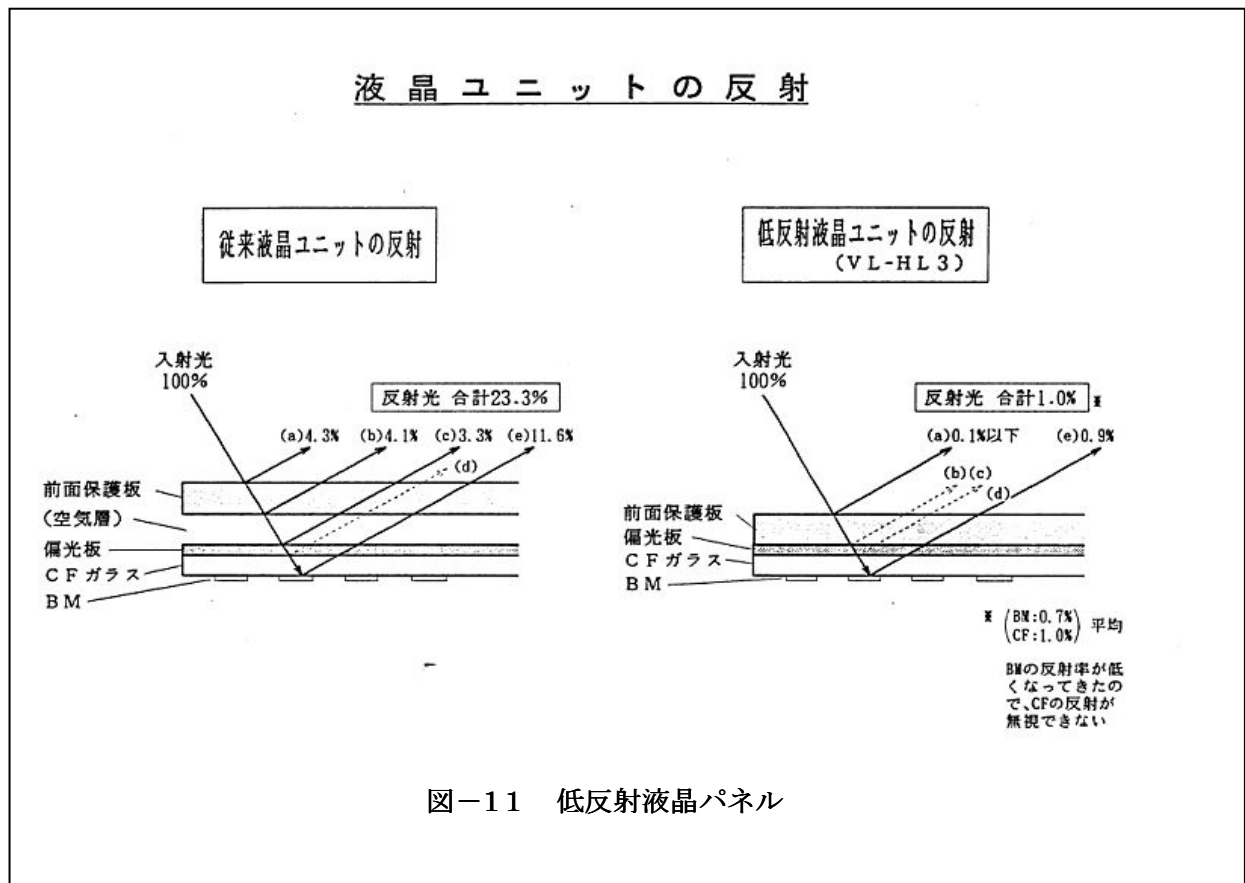 液晶ユニットの反射
従来液晶ユニットの反射
入射光
100%
反射光 合計23.3%
(a)4.3% (b)4.1% (c)3.3% (e)11.6%
(d)
前面保護板
(空気層)
偏光板
CFガラス
BM
低反射液晶ユニットの反射
(VL-HL3)
入射光
100%
反射光 合計1.0% *
(a)0.1%以下 (e)0.9%
(b)(c)
(d)
前面保護板
偏光板
CFガラス
BM
* (BM:0.7%
CF:1.0%) 平均
BMの反射率が低
くなってきたの
で、CFの反射が
無視できない
図-11 低反射液晶パネル